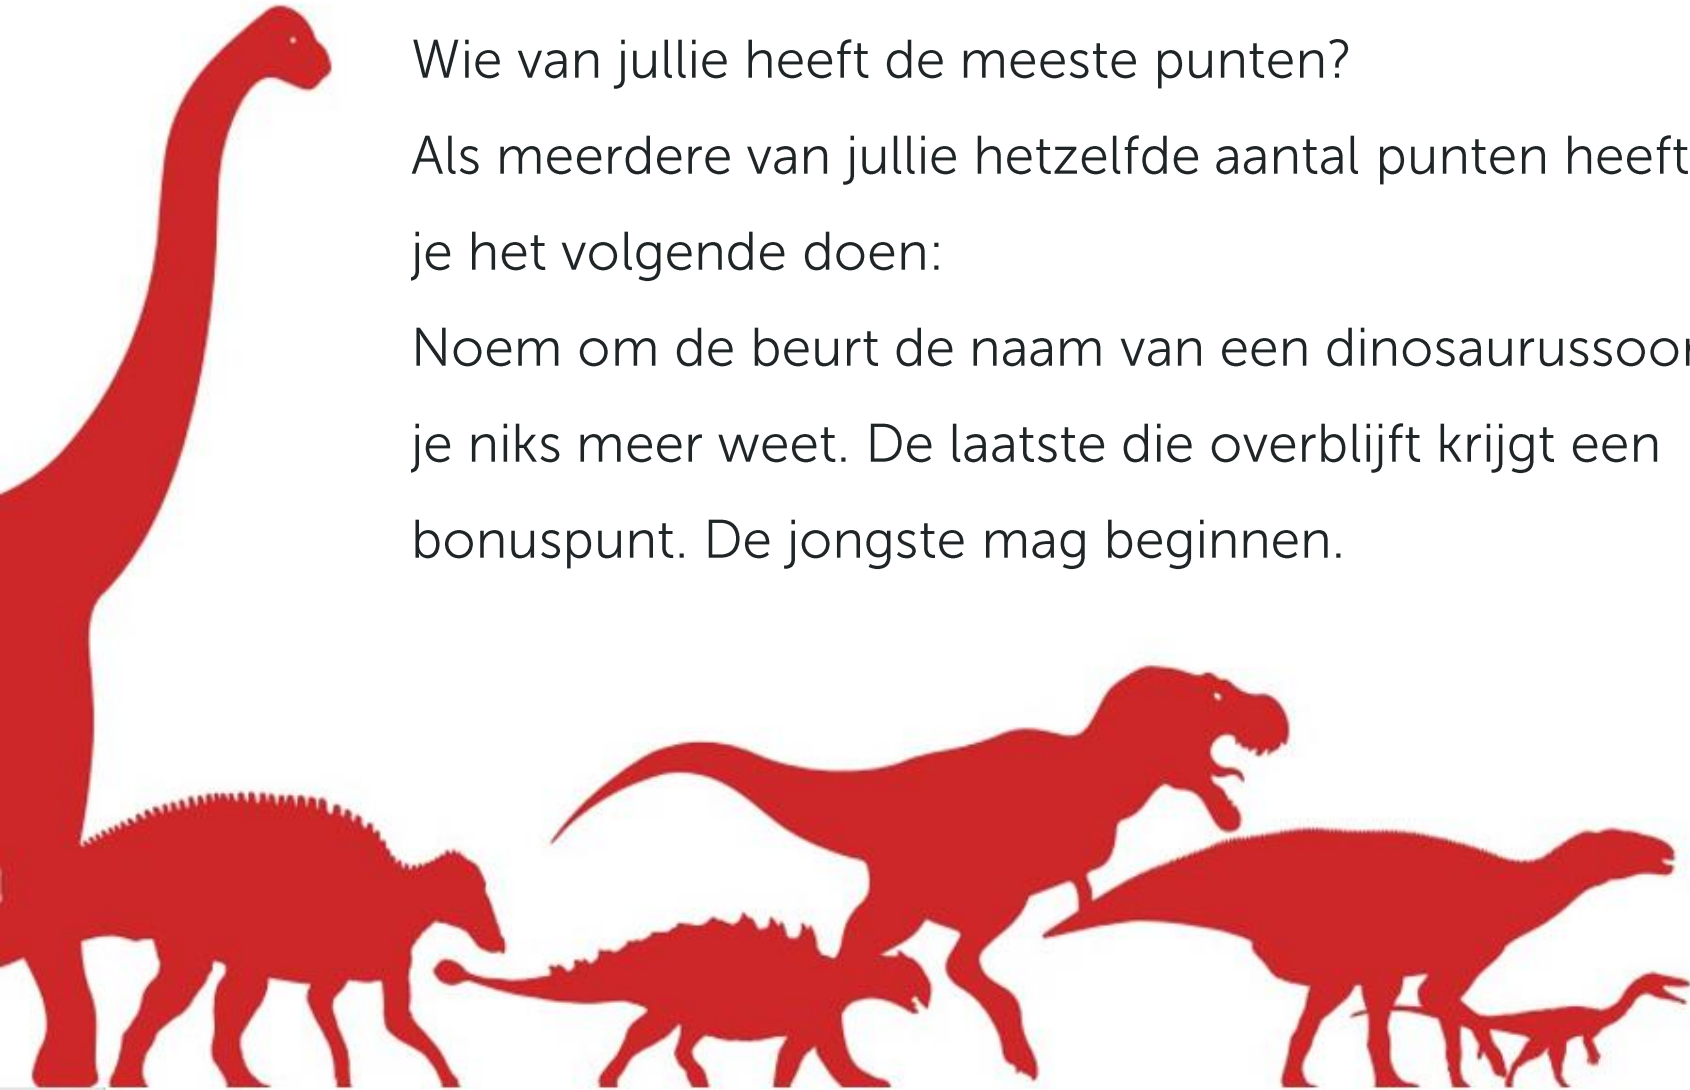 Wie van jullie heeft de meeste punten?
Als meerdere van jullie hetzelfde aantal punten heeft
je het volgende doen:
Noem om de beurt de naam van een
je niks meer weet. De laatste die overblijft krijgt een
bonuspunt. De jongste mag beginnen.